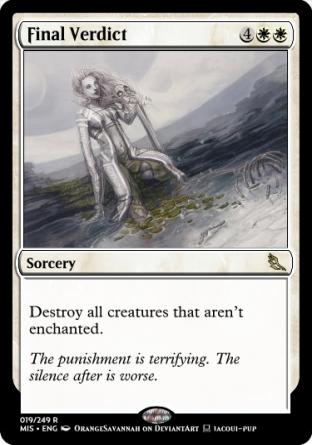 Final Verdict 4
Sorcery
Destroy all creatures that aren't
enchanted.
The punishment is terrifying. The
silence after is worse.
019/249 R
MIS • ENG OrangeSavannah on DeviantArt iacoui-pup